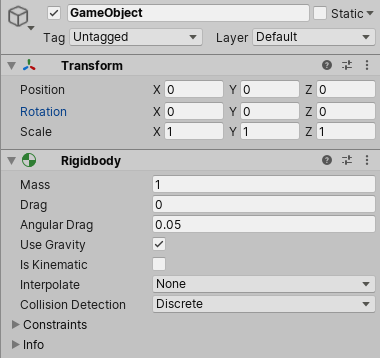 GameObject Static
Tag Untagged Layer Default
Transform
Position X 0 Y 0 Z 0
Rotation X 0 Y 0 Z 0
Scale X 1 Y 1 Z 1
Rigidbody
Mass 1
Drag 0
Angular Drag 0.05
Use Gravity
Is Kinematic
Interpolate None
Collision Detection Discrete
Constraints
Info